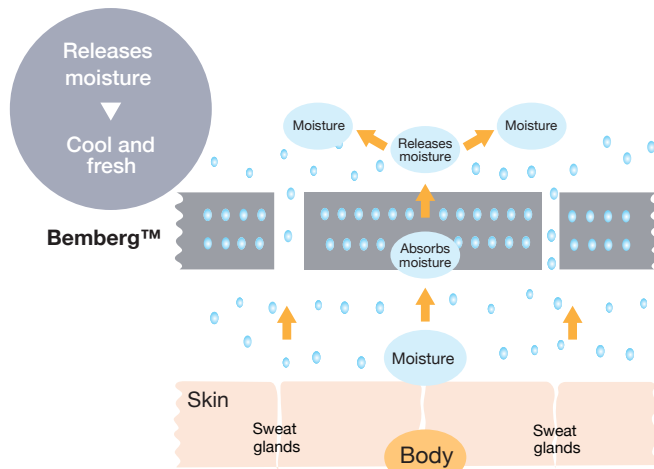 Releases
moisture
Cool and
fresh
Bemberg™
Moisture
Releases
moisture
Moisture
Absorbs
moisture
Moisture
Skin
Sweat
glands
Body
Sweat
glands